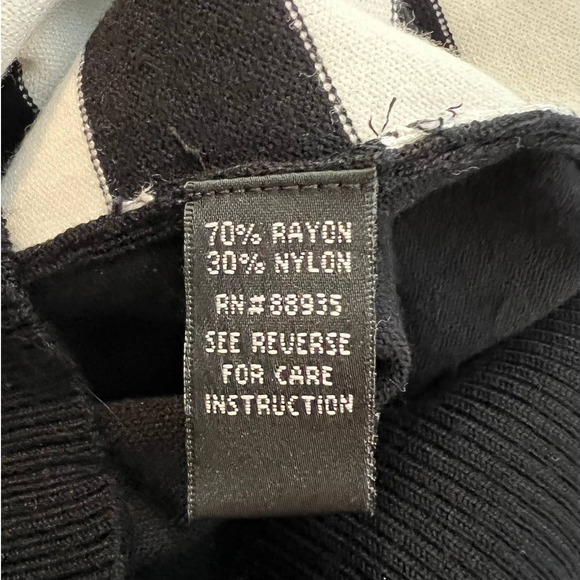 70% RAYON
30% NYLON
RN#88935
SEE REVERSE
FOR CARE
INSTRUCTION